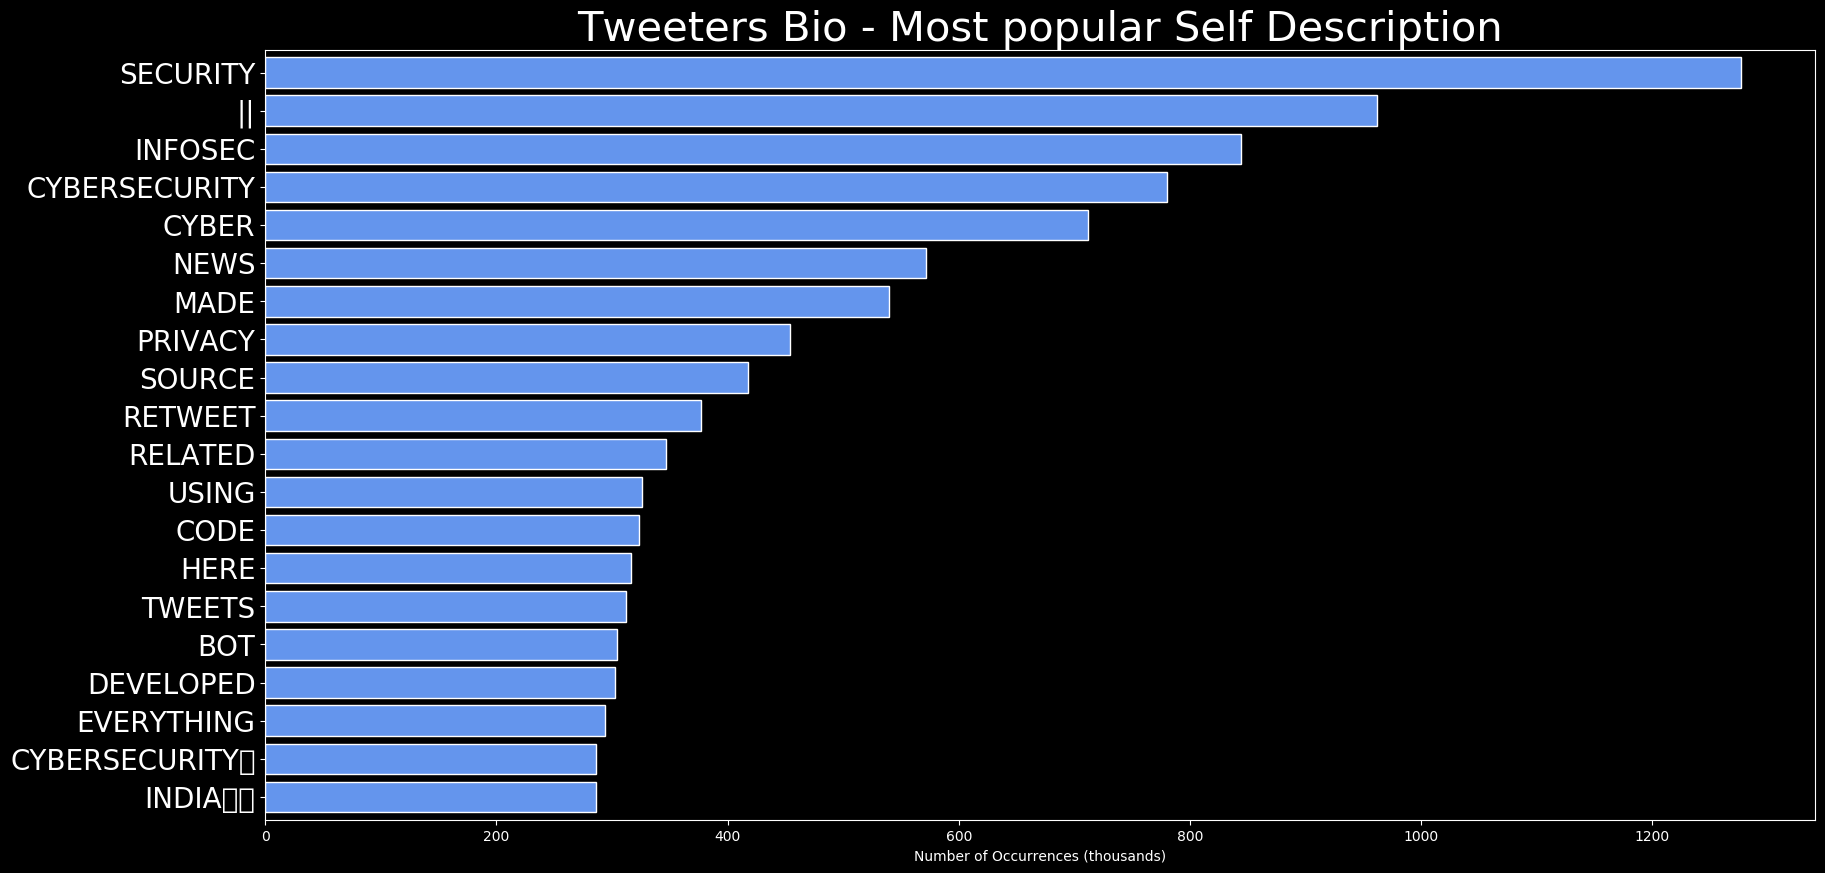 Tweeters Bio - Most popular Self Description
SECURITY
||
INFOSEC
CYBERSECURITY
CYBER
NEWS
MADE
PRIVACY
SOURCE
RETWEET
RELATED
USING
CODE
HERE
TWEETS
BOT
DEVELOPED
EVERYTHING
CYBERSECURITY▯
INDIA▯▯
0 200 400 600 800 1000 1200
Number of Occurrences (thousands)